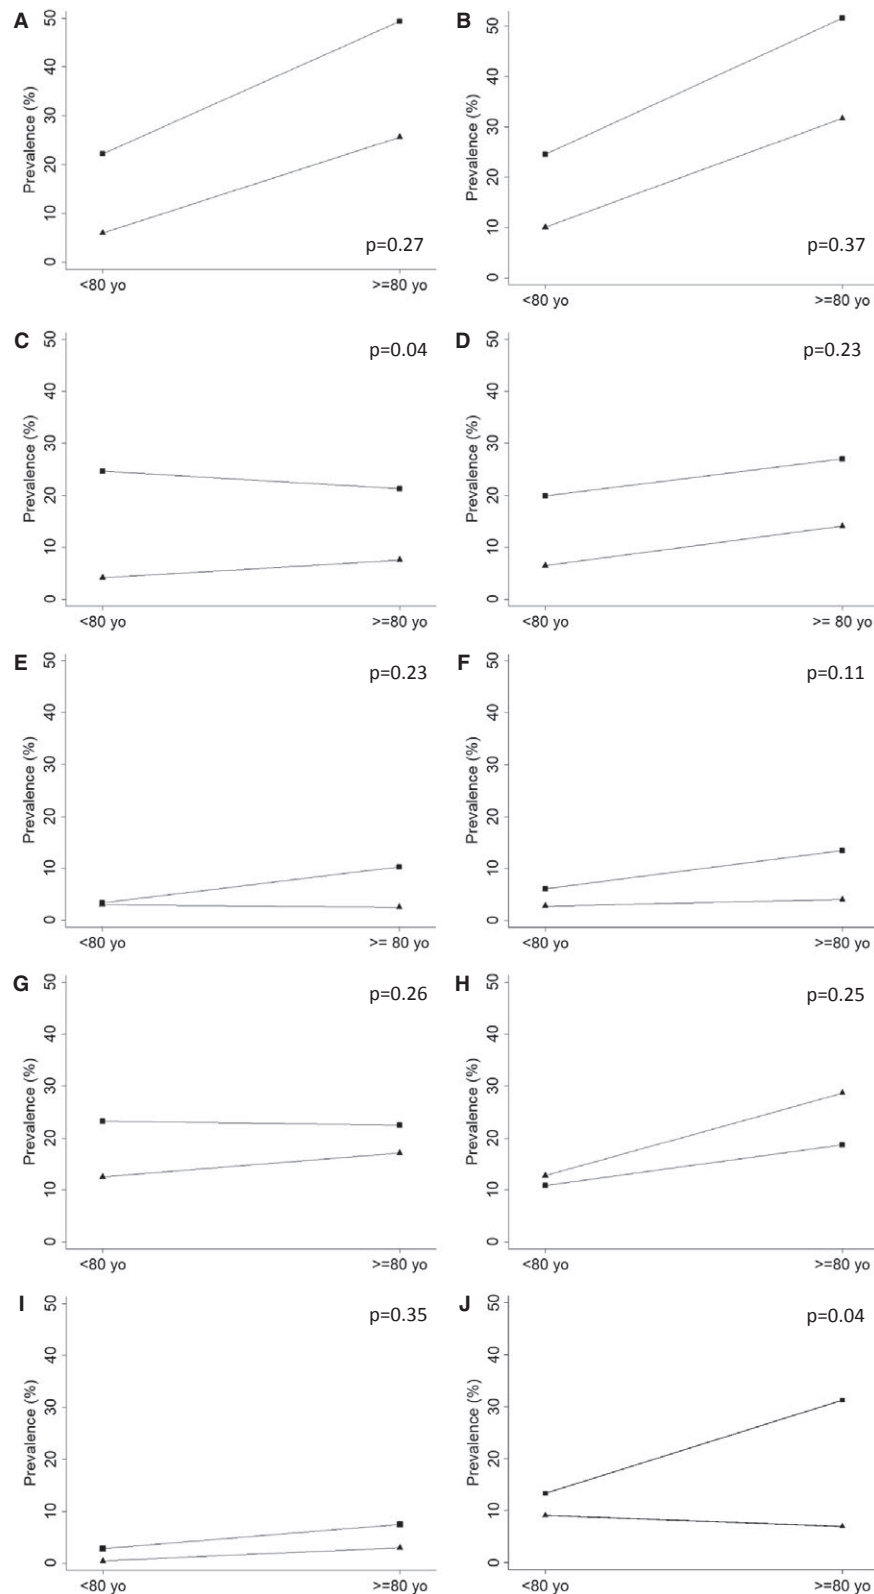 A
Prevalence (%)
0 10 20 30 40 50
<80 yo >=80 yo
p=0.27
B
Prevalence (%)
0 10 20 30 40 50
<80 yo >=80 yo
p=0.37
C
Prevalence (%)
0 10 20 30 40 50
<80 yo >=80 yo
p=0.04
D
Prevalence (%)
0 10 20 30 40 50
<80 yo >= 80 yo
p=0.23
E
Prevalence (%)
0 10 20 30 40 50
<80 yo >= 80 yo
p=0.23
F
Prevalence (%)
0 10 20 30 40 50
<80 yo >=80 yo
p=0.11
G
Prevalence (%)
0 10 20 30 40 50
<80 yo >=80 yo
p=0.26
H
Prevalence (%)
0 10 20 30 40 50
<80 yo >=80 yo
p=0.25
I
Prevalence (%)
0 10 20 30 40 50
<80 yo >=80 yo
p=0.35
J
Prevalence (%)
0 10 20 30 40 50
<80 yo >=80 yo
p=0.04